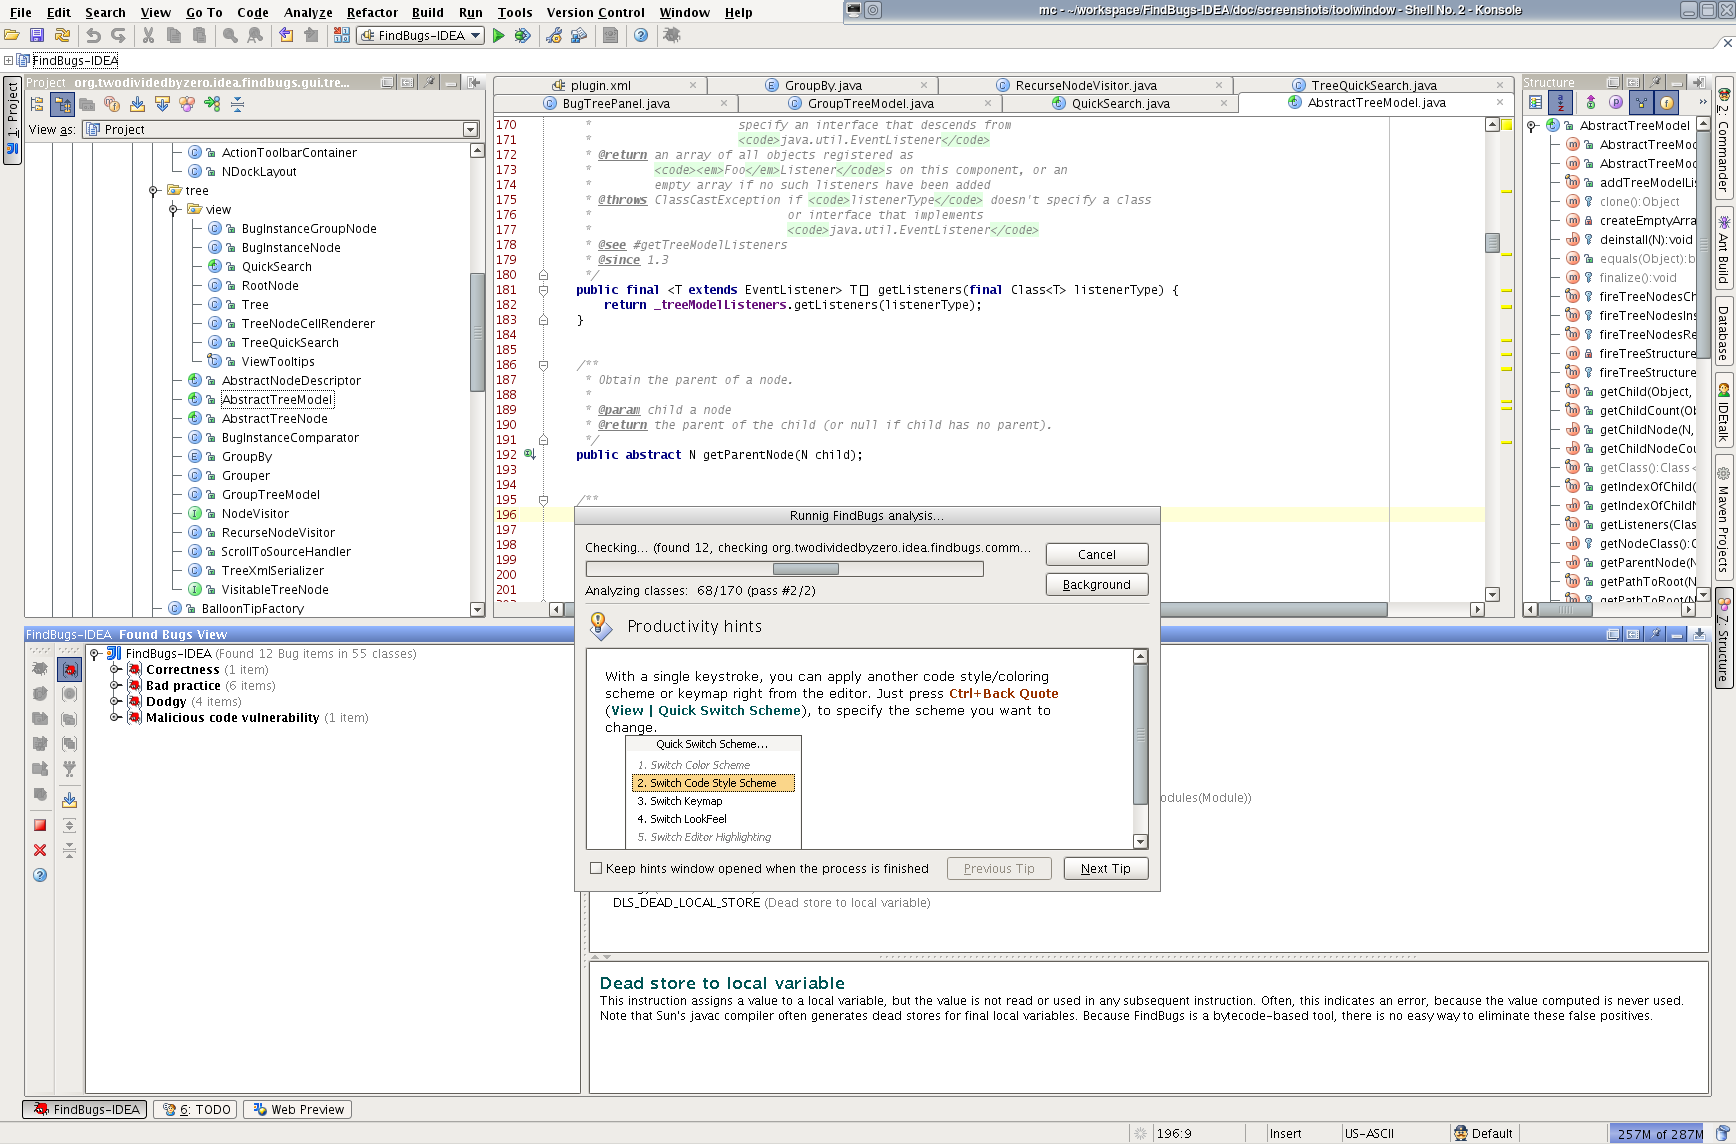 File Edit Search View Go To Code Analyze Refactor Build Run Tools Version Control Window Help
mc - ~/workspace/FindBugs-IDEA/doc/screenshots/toolwindow - Shell No. 2 - Konsole
FindBugs-IDEA
FindBugs-IDEA
1: Project
Project org.twodividedbyzero.idea.findbugs.gui.tre...
View as: Project
ActionToolbarContainer
NDockLayout
tree
view
BugInstanceGroupNode
BugInstanceNode
QuickSearch
RootNode
Tree
TreeNodeCellRenderer
TreeQuickSearch
ViewTooltips
AbstractNodeDescriptor
AbstractTreeModel
AbstractTreeNode
BugInstanceComparator
GroupBy
Grouper
GroupTreeModel
NodeVisitor
RecurseNodeVisitor
ScrollToSourceHandler
TreeXmlSerializer
VisitableTreeNode
BalloonTipFactory
plugin.xml
GroupBy.java
RecurseNodeVisitor.java
TreeQuickSearch.java
BugTreePanel.java
GroupTreeModel.java
QuickSearch.java
AbstractTreeModel.java
170 * specify an interface that descends from
171 * <code>java.util.EventListener</code>
172 * @return an array of all objects registered as
173 * <code><em>Foo</em>Listener</code>s on this component, or an
174 * empty array if no such listeners have been added
175 * @throws ClassCastException if <code>listenerType</code> doesn't specify a class
176 * or interface that implements
177 * <code>java.util.EventListener</code>
178 * @see #getTreeModelListeners
179 * @since 1.3
180 */
181 public final <T extends EventListener> T[] getListeners(final Class<T> listenerType) {
182 return _treeModelListeners.getListeners(listenerType);
183 }
184
185
186 /**
187 * Obtain the parent of a node.
188 *
189 * @param child a node
190 * @return the parent of the child (or null if child has no parent).
191 */
192 public abstract N getParentNode(N child);
193
194
195 /**
196
197
198
199
200
201
Structure
AbstractTreeModel
AbstractTreeMoc
AbstractTreeMoc
addTreeModelLis
clone():Object
createEmptyArra
deinstall(N):void
equals(Object):b
finalize():void
fireTreeNodesCh
fireTreeNodesIns
fireTreeNodesRe
fireTreeStructure
fireTreeStructure
getChild(Object,
getChildCount(Ob
getChildNode(N,
getChildNodeCou
getClass():Class<
getIndexOfChild(
getIndexOfChildN
getListeners(Clas
getNodeClass():C
getParentNode(N
getPathToRoot(N
getPathToRoot(N
2: Commander
Ant Build
Database
IDEtalk
Maven Projects
Z: Structure
Runnig FindBugs analysis...
Checking... (found 12, checking org.twodividedbyzero.idea.findbugs.comm...
Cancel
Analyzing classes: 68/170 (pass #2/2)
Background
Productivity hints
With a single keystroke, you can apply another code style/coloring
scheme or keymap right from the editor. Just press Ctrl+Back Quote
(View | Quick Switch Scheme), to specify the scheme you want to
change.
Quick Switch Scheme...
1. Switch Color Scheme
2. Switch Code Style Scheme
3. Switch Keymap
4. Switch LookFeel
5. Switch Editor Highlighting
Keep hints window opened when the process is finished
Previous Tip
Next Tip
FindBugs-IDEA Found Bugs View
FindBugs-IDEA (Found 12 Bug items in 55 classes)
Correctness (1 item)
Bad practice (6 items)
Dodgy (4 items)
Malicious code vulnerability (1 item)
odules(Module))
DLS_DEAD_LOCAL_STORE (Dead store to local variable)
Dead store to local variable
This instruction assigns a value to a local variable, but the value is not read or used in any subsequent instruction. Often, this indicates an error, because the value computed is never used.
Note that Sun's javac compiler often generates dead stores for final local variables. Because FindBugs is a bytecode-based tool, there is no easy way to eliminate these false positives.
FindBugs-IDEA
6: TODO
Web Preview
196:9
Insert
US-ASCII
Default
257M of 287M